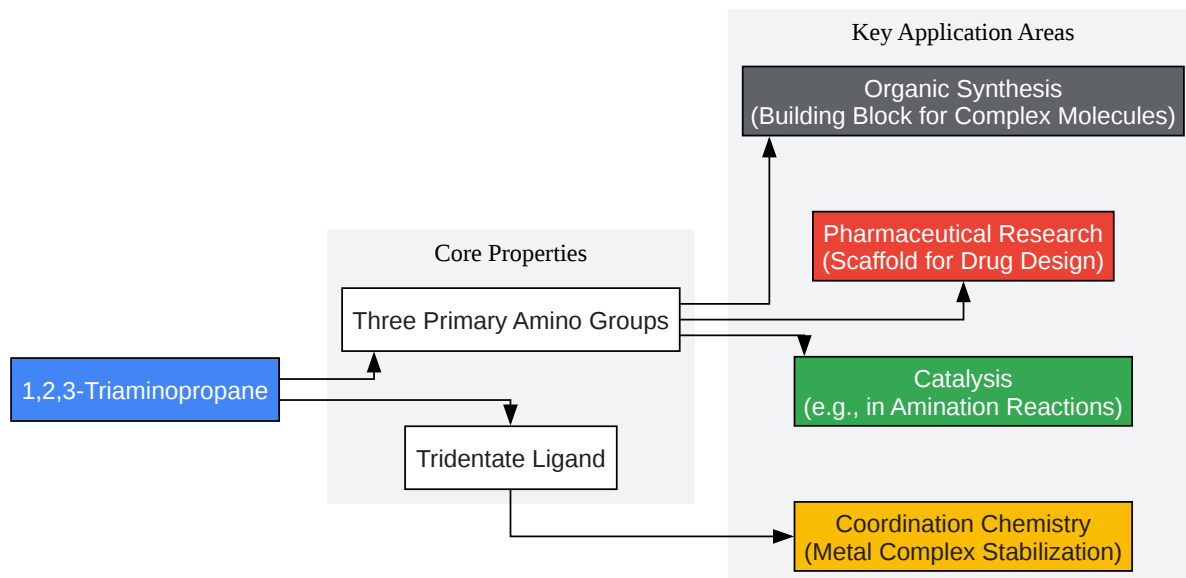 Key Application Areas
Organic Synthesis
(Building Block for Complex Molecules)
Pharmaceutical Research
(Scaffold for Drug Design)
Core Properties
Three Primary Amino Groups
1,2,3-Triaminopropane
Catalysis
(e.g., in Amination Reactions)
Tridentate Ligand
Coordination Chemistry
(Metal Complex Stabilization)